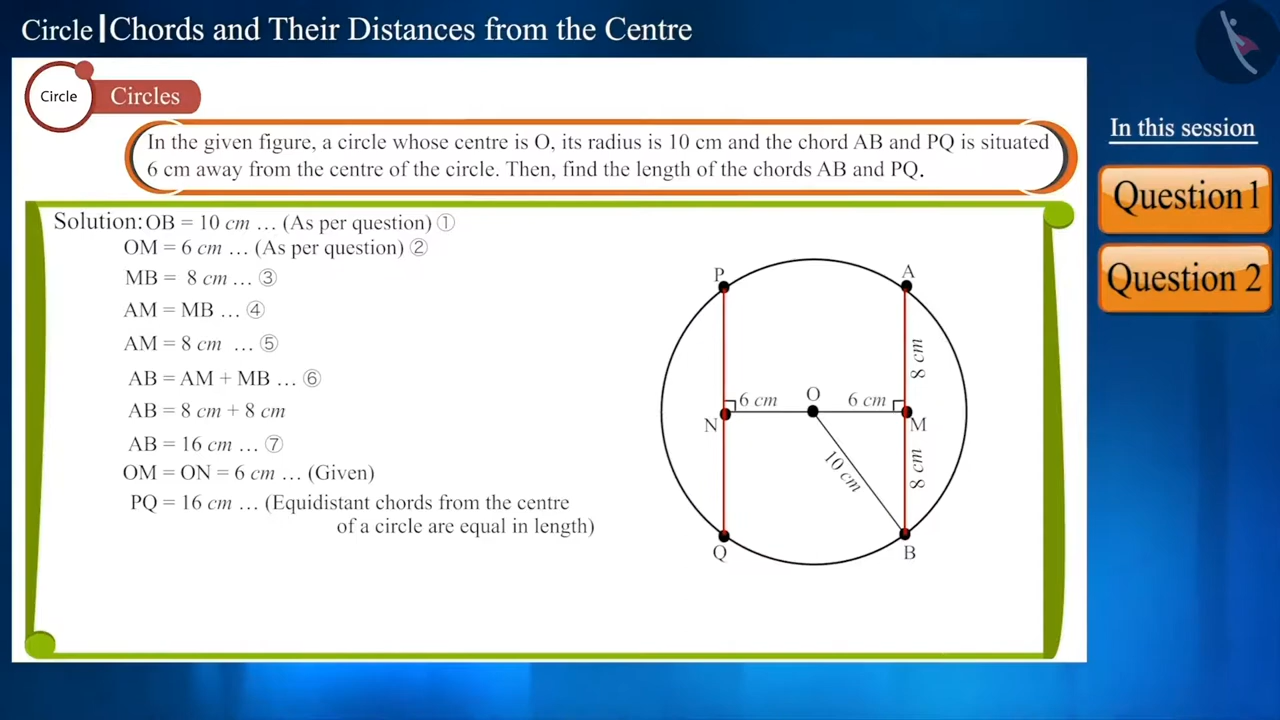 Circle | Chords and Their Distances from the Centre
Circle
Circles
In this session
Question 1
Question 2
In the given figure, a circle whose centre is O, its radius is 10 cm and the chord AB and PQ is situated
6 cm away from the centre of the circle. Then, find the length of the chords AB and PQ.
Solution: OB = 10 cm ... (As per question) ①
OM = 6 cm ... (As per question) ②
MB = 8 cm ... ③
AM = MB ... ④
AM = 8 cm ... ⑤
AB = AM + MB ... ⑥
AB = 8 cm + 8 cm
AB = 16 cm ... ⑦
OM = ON = 6 cm ... (Given)
PQ = 16 cm ... (Equidistant chords from the centre
of a circle are equal in length)
P
A
8 cm
6 cm
O
6 cm
N
M
10 cm
8 cm
Q
B